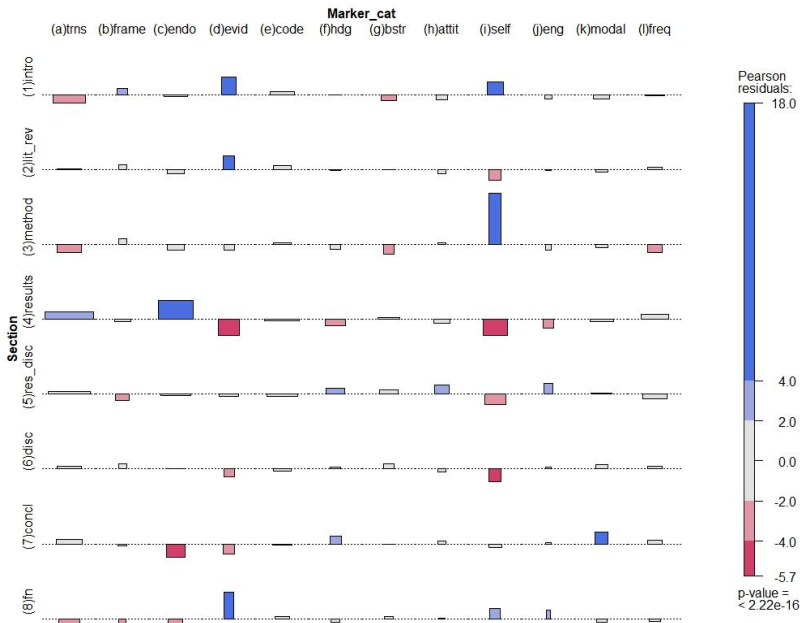 Marker_cat
(a)trns (b)frame (c)endo (d)evid (e)code (f)hdg (g)bstr (h)attit (i)self (j)eng (k)modal (l)freq
Section
(1)intro
(2)lit_rev
(3)method
(4)results
(5)res_disc
(6)disc
(7)concl
(8)fn
Pearson
residuals:
18.0
4.0
2.0
0.0
-2.0
-4.0
-5.7
p-value =
< 2.22e-16